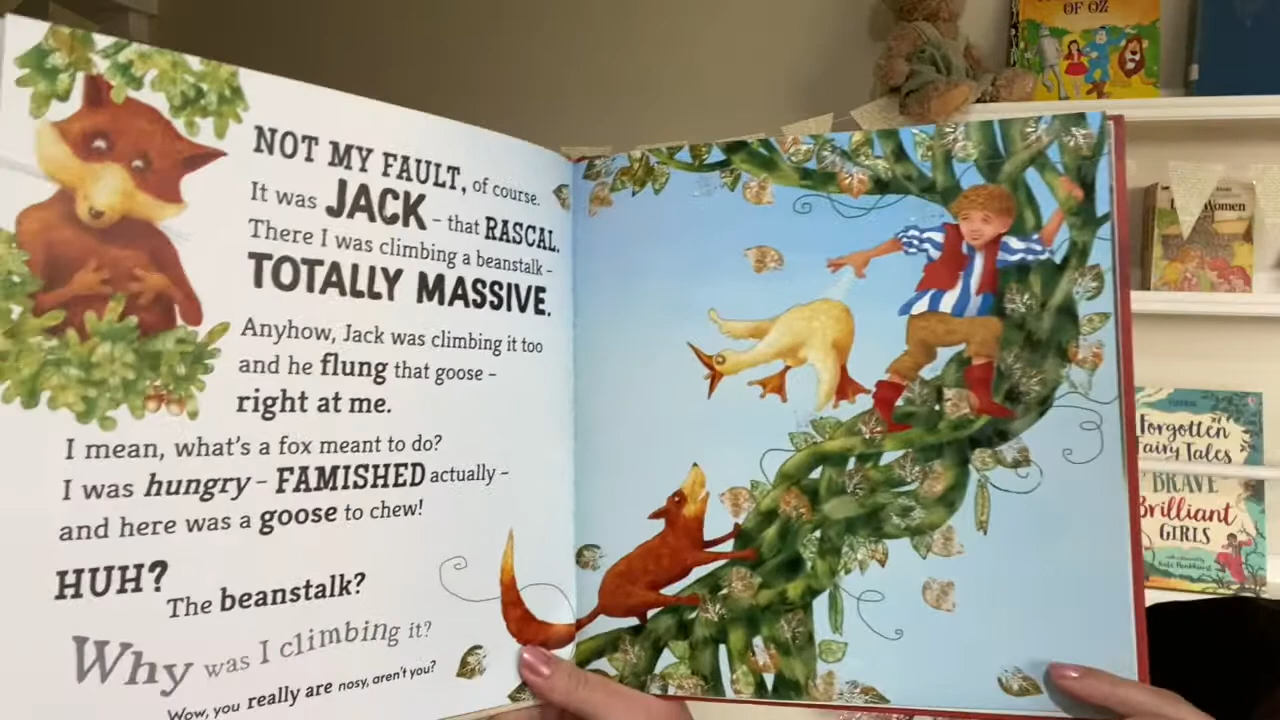 NOT MY FAULT, of course.
It was JACK – that RASCAL.
There I was climbing a beanstalk –
TOTALLY MASSIVE.
Anyhow, Jack was climbing it too
and he flung that goose –
right at me.
I mean, what's a fox meant to do?
I was hungry – FAMISHED actually –
and here was a goose to chew!
HUH?
The beanstalk?
Why was I climbing it?
Wow, you really are nosy, aren't you?
OF OZ
Women
Forgotten
Fairy Tales
BRAVE
Brilliant
GIRLS